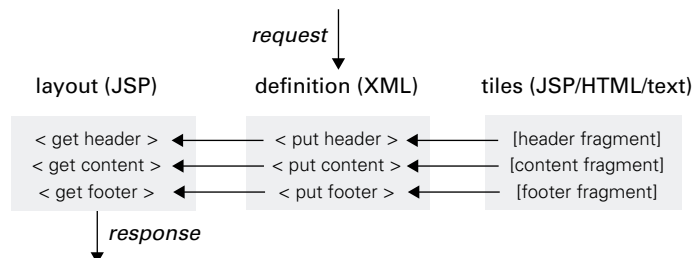 request
layout (JSP) definition (XML) tiles (JSP/HTML/text)
< get header > < put header > [header fragment]
< get content > < put content > [content fragment]
< get footer > < put footer > [footer fragment]
response